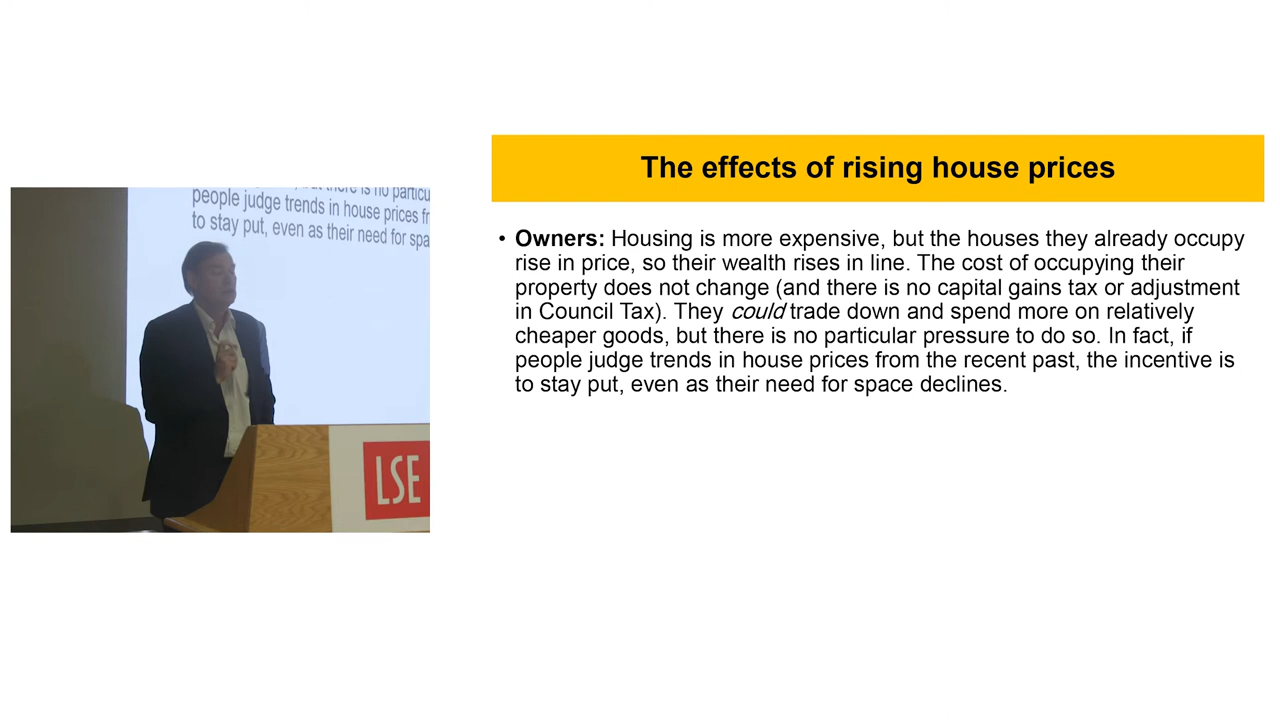 The effects of rising house prices
• Owners: Housing is more expensive, but the houses they already occupy
rise in price, so their wealth rises in line. The cost of occupying their
property does not change (and there is no capital gains tax or adjustment
in Council Tax). They could trade down and spend more on relatively
cheaper goods, but there is no particular pressure to do so. In fact, if
people judge trends in house prices from the recent past, the incentive is
to stay put, even as their need for space declines.
but there is no particu
people judge trends in house prices fr
to stay put, even as their need for spa
LSE